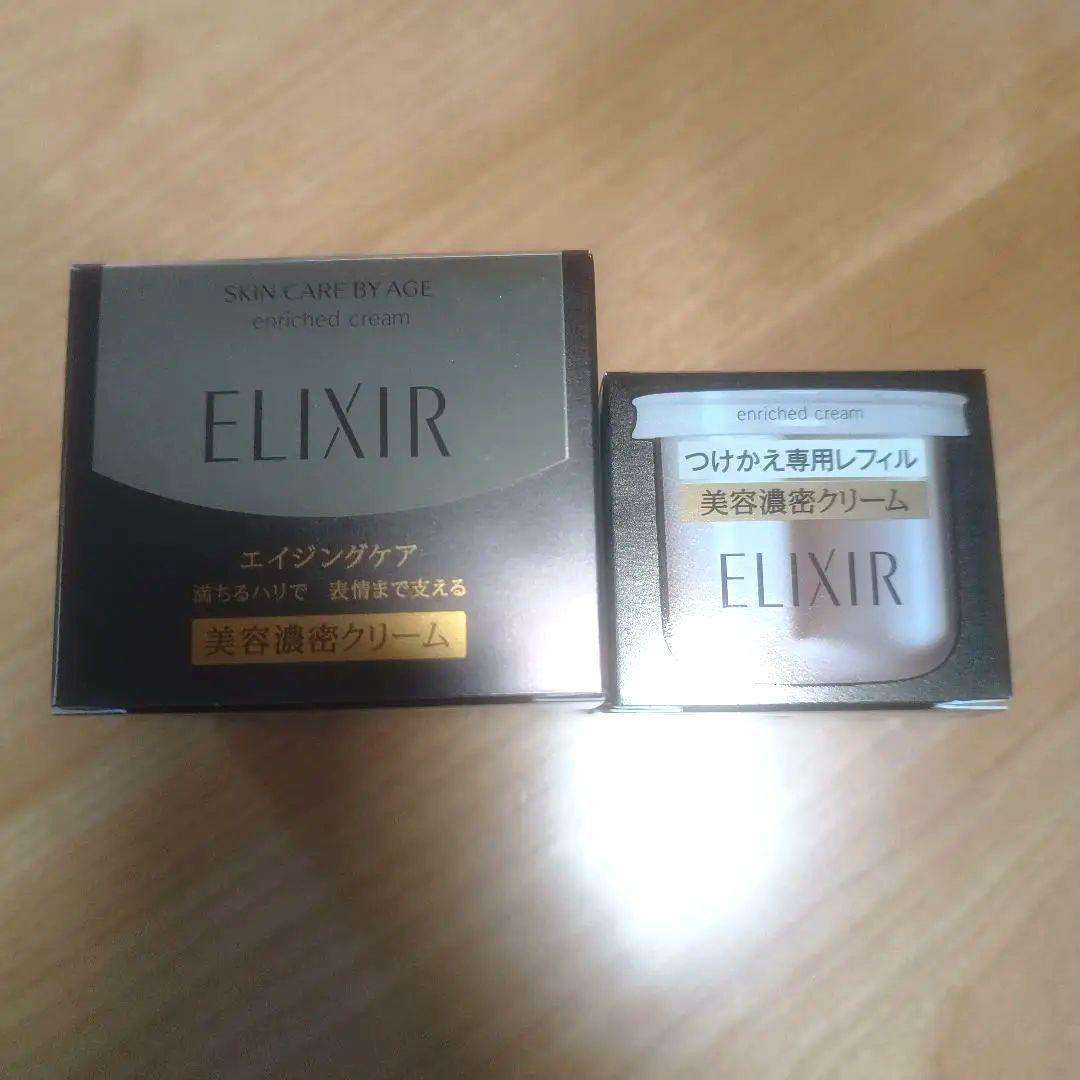 SKIN CARE BY AGE
enriched cream
ELIXIR
エイジングケア
満ちるハリで 表情まで支える
美容濃密クリーム
enriched cream
つけかえ専用レフィル
美容濃密クリーム
ELIXIR